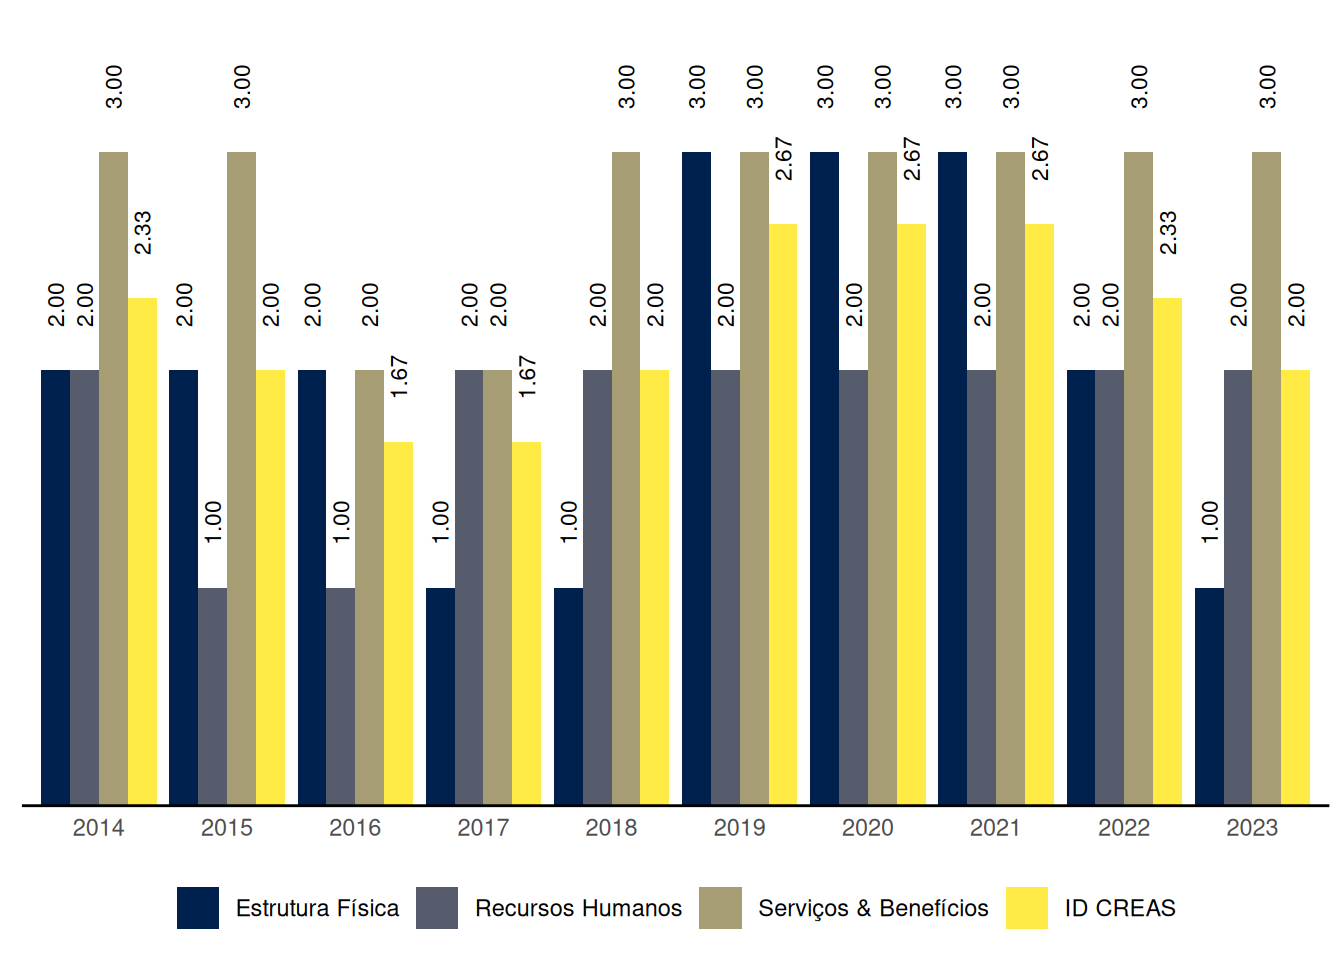 3.00 3.00 3.00 3.00 3.00 3.00 3.00 3.00 3.00 3.00 3.00
2.67 2.67 2.67
2.33 2.33
2.00 2.00 2.00 2.00 2.00 2.00 2.00 2.00 2.00 2.00 2.00 2.00 2.00 2.00 2.00 2.00 2.00
1.67 1.67
1.00 1.00 1.00 1.00 1.00
2014 2015 2016 2017 2018 2019 2020 2021 2022 2023
Estrutura Física Recursos Humanos Serviços & Benefícios ID CREAS